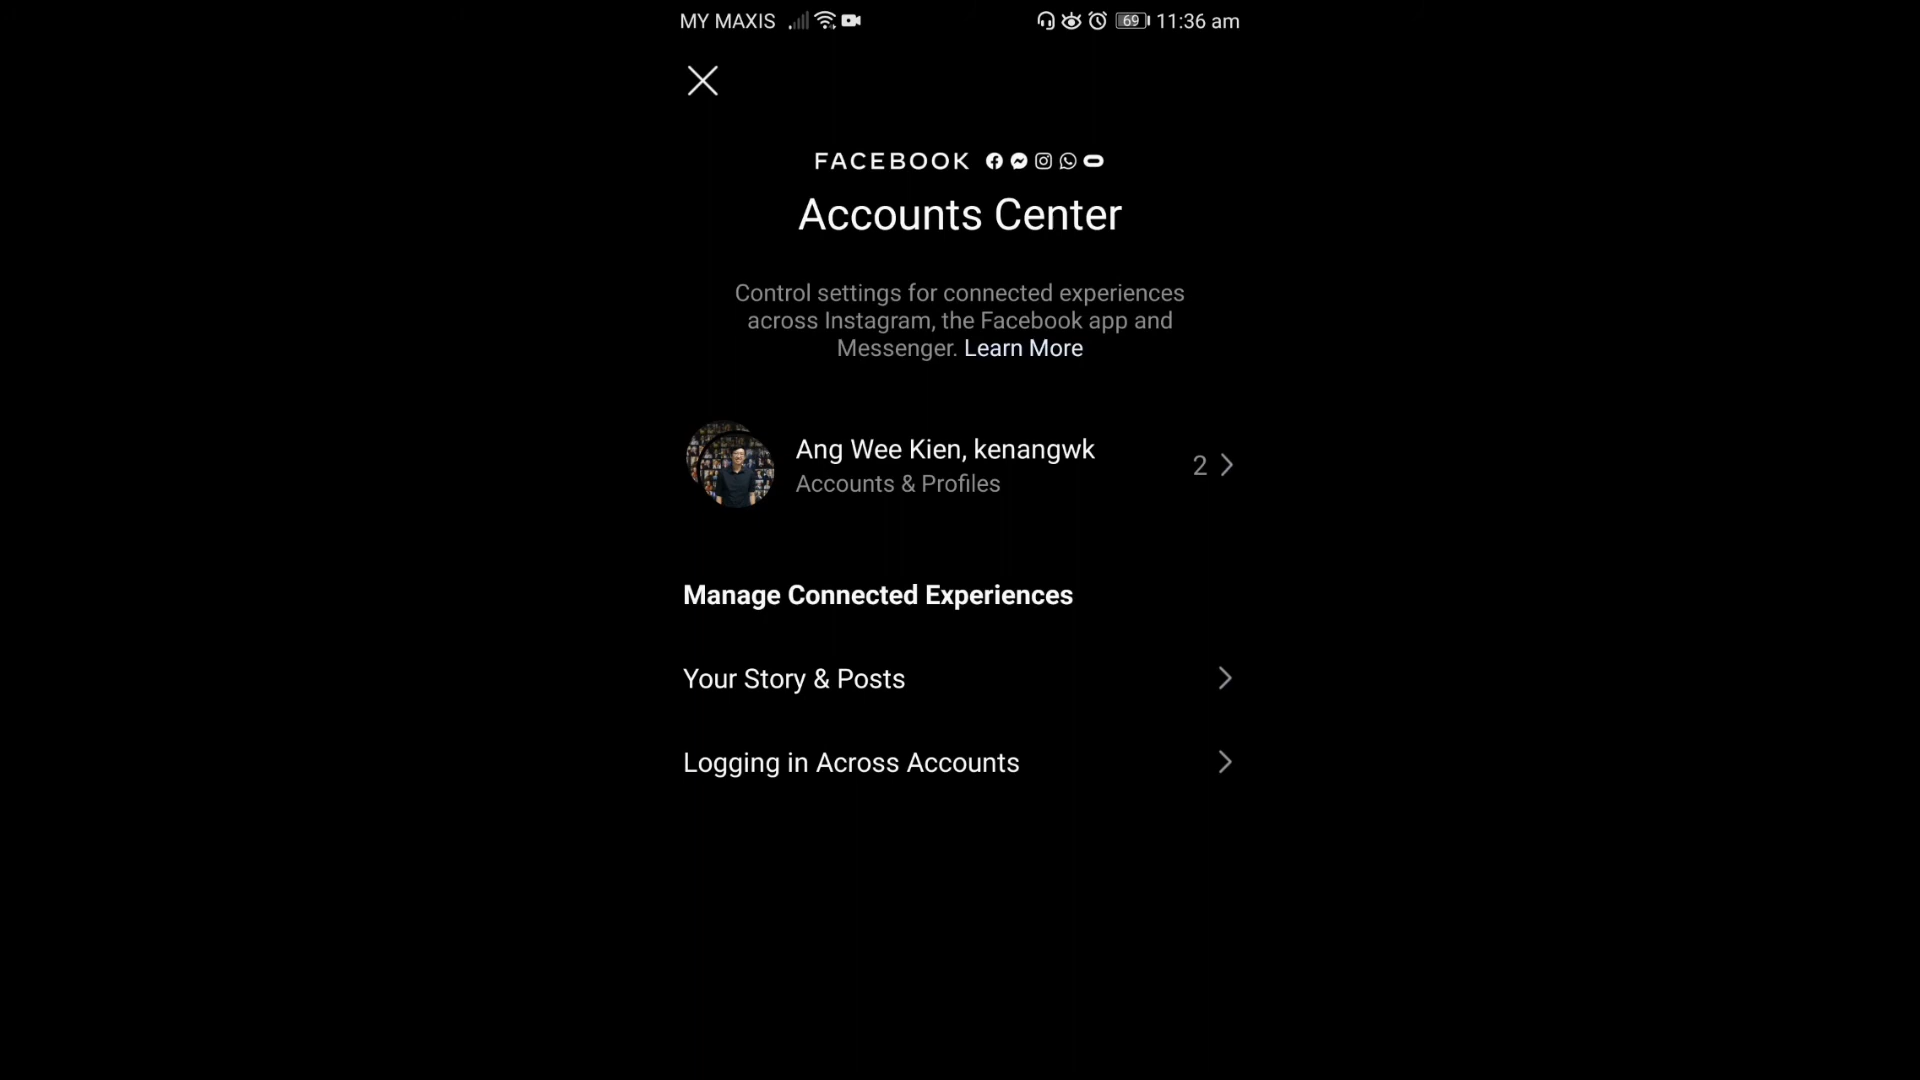 MY MAXIS 69 11:36 am
FACEBOOK
Accounts Center
Control settings for connected experiences
across Instagram, the Facebook app and
Messenger. Learn More
Ang Wee Kien, kenangwk
Accounts & Profiles
2
Manage Connected Experiences
Your Story & Posts
Logging in Across Accounts